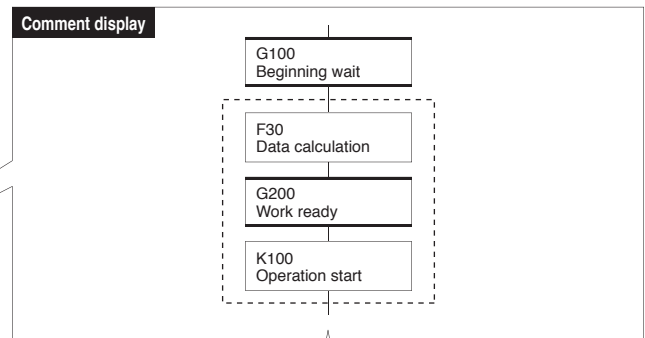 Comment display
G100
Beginning wait
F30
Data calculation
G200
Work ready
K100
Operation start